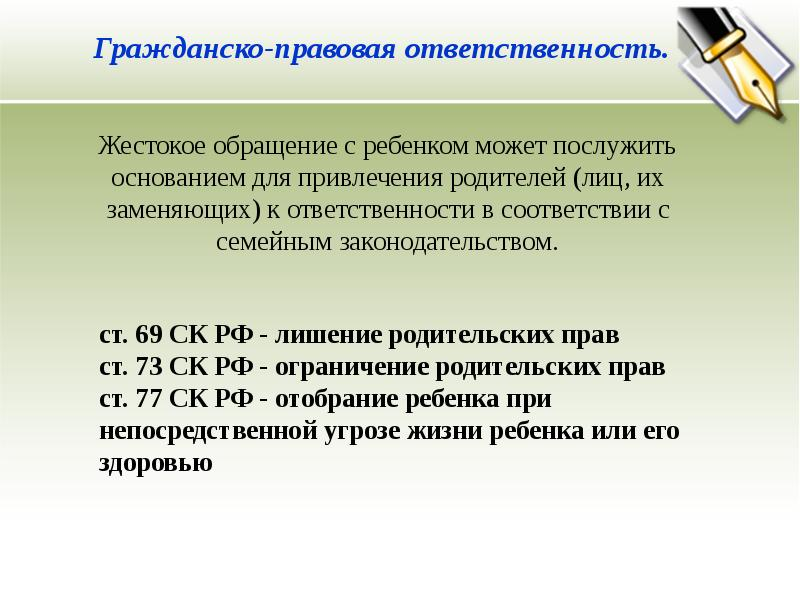 Гражданско-правовая ответственность.
Жестокое обращение с ребенком может послужить
основанием для привлечения родителей (лиц, их
заменяющих) к ответственности в соответствии с
семейным законодательством.
ст. 69 СК РФ - лишение родительских прав
ст. 73 СК РФ - ограничение родительских прав
ст. 77 СК РФ - отобрание ребенка при
непосредственной угрозе жизни ребенка или его
здоровью